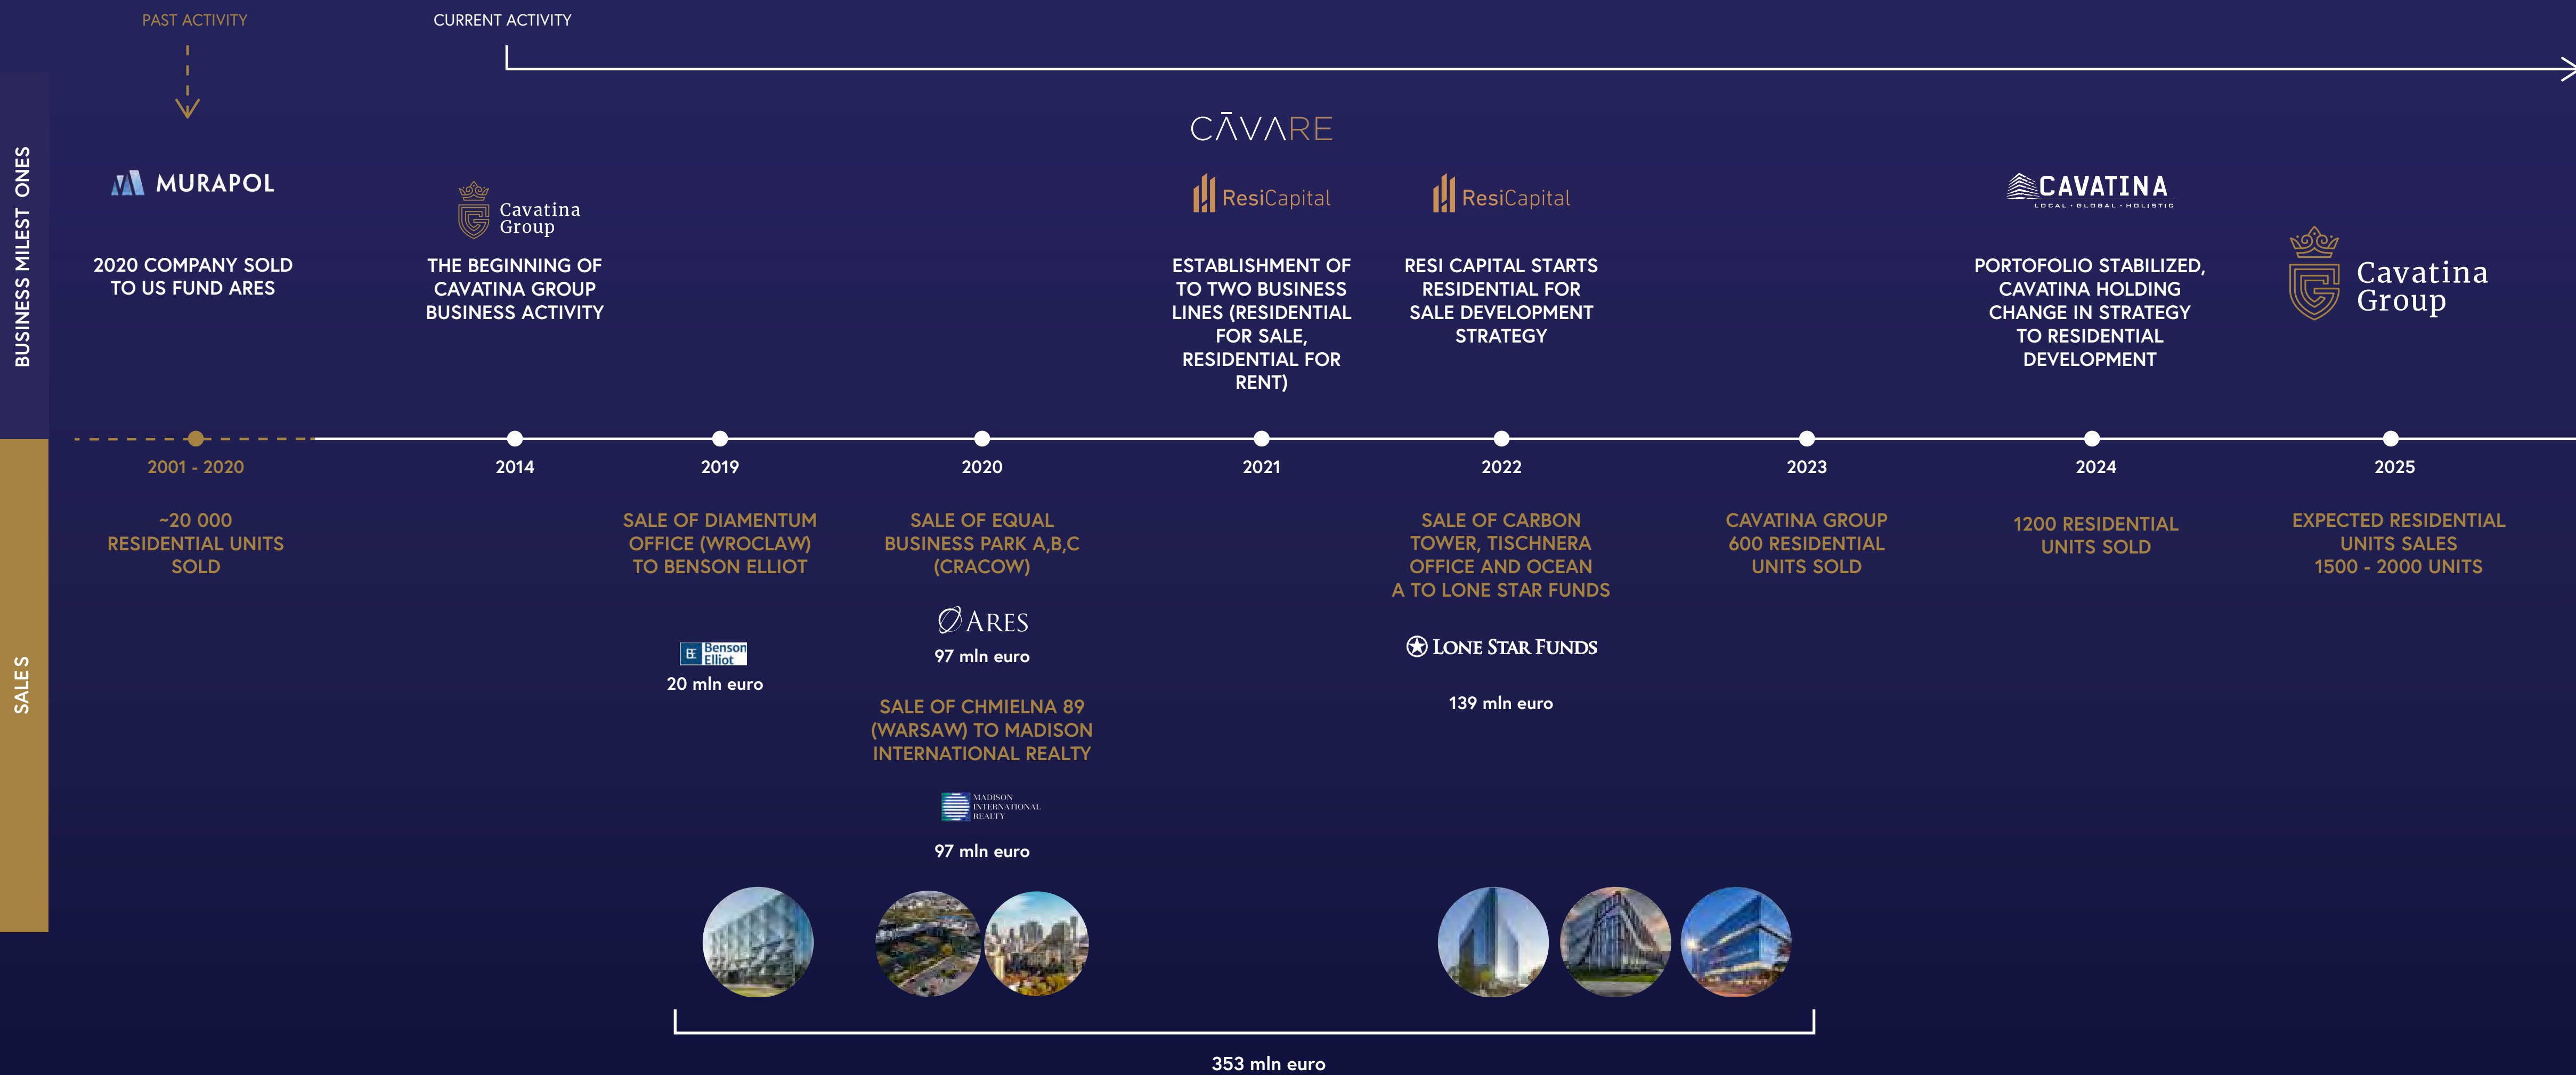 PAST ACTIVITY
CURRENT ACTIVITY
BUSINESS MILEST ONES
MURAPOL
2020 COMPANY SOLD
TO US FUND ARES
Cavatina
Group
THE BEGINNING OF
CAVATINA GROUP
BUSINESS ACTIVITY
CĀVARE
ResiCapital
ESTABLISHMENT OF
TO TWO BUSINESS
LINES (RESIDENTIAL
FOR SALE,
RESIDENTIAL FOR
RENT)
ResiCapital
RESI CAPITAL STARTS
RESIDENTIAL FOR
SALE DEVELOPMENT
STRATEGY
CAVATINA
LOCAL • GLOBAL • HOLISTIC
PORTOFOLIO STABILIZED,
CAVATINA HOLDING
CHANGE IN STRATEGY
TO RESIDENTIAL
DEVELOPMENT
Cavatina
Group
2001 - 2020
2014
2019
2020
2021
2022
2023
2024
2025
SALES
~20 000
RESIDENTIAL UNITS
SOLD
SALE OF DIAMENTUM
OFFICE (WROCLAW)
TO BENSON ELLIOT
BE Benson
Elliot
20 mln euro
SALE OF EQUAL
BUSINESS PARK A,B,C
(CRACOW)
ARES
97 mln euro
SALE OF CHMIELNA 89
(WARSAW) TO MADISON
INTERNATIONAL REALTY
MADISON
INTERNATIONAL
REALTY
97 mln euro
SALE OF CARBON
TOWER, TISCHNERA
OFFICE AND OCEAN
A TO LONE STAR FUNDS
LONE STAR FUNDS
139 mln euro
CAVATINA GROUP
600 RESIDENTIAL
UNITS SOLD
1200 RESIDENTIAL
UNITS SOLD
EXPECTED RESIDENTIAL
UNITS SALES
1500 - 2000 UNITS
353 mln euro